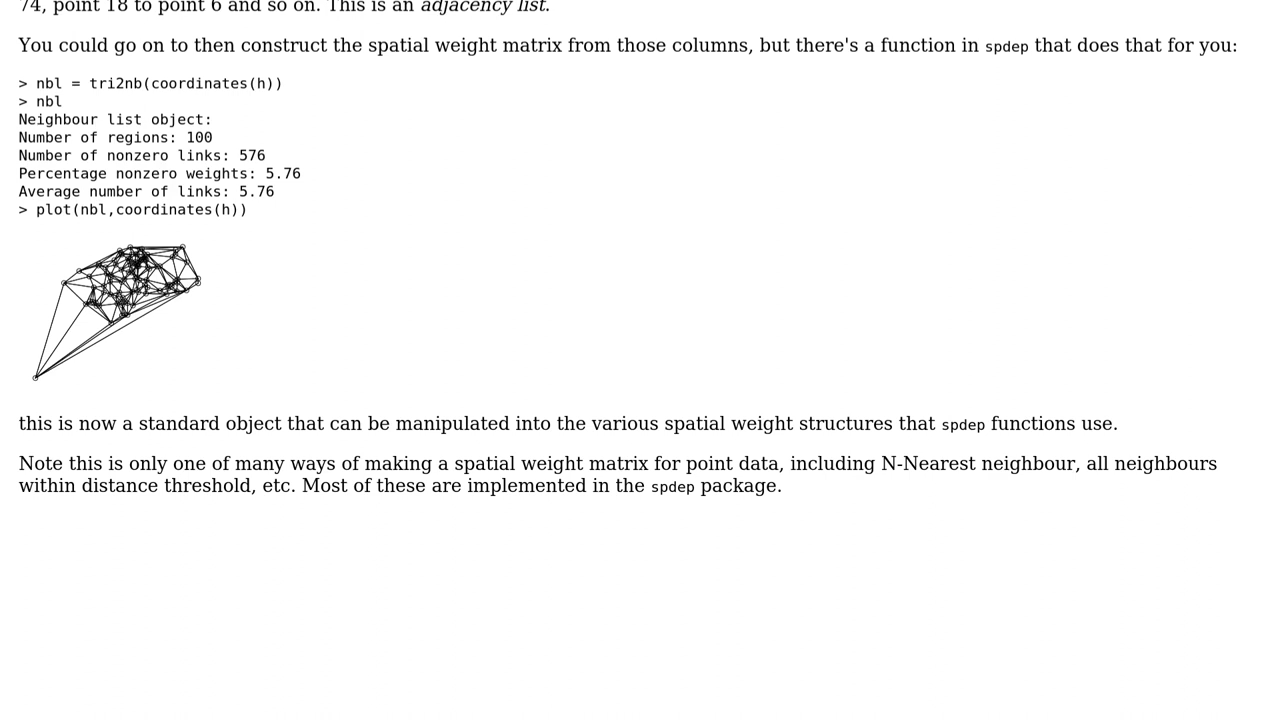 74, point 18 to point 6 and so on. This is an adjacency list.
You could go on to then construct the spatial weight matrix from those columns, but there's a function in spdep that does that for you:
> nbl = tri2nb(coordinates(h))
> nbl
Neighbour list object:
Number of regions: 100
Number of nonzero links: 576
Percentage nonzero weights: 5.76
Average number of links: 5.76
> plot(nbl,coordinates(h))
this is now a standard object that can be manipulated into the various spatial weight structures that spdep functions use.
Note this is only one of many ways of making a spatial weight matrix for point data, including N-Nearest neighbour, all neighbours
within distance threshold, etc. Most of these are implemented in the spdep package.